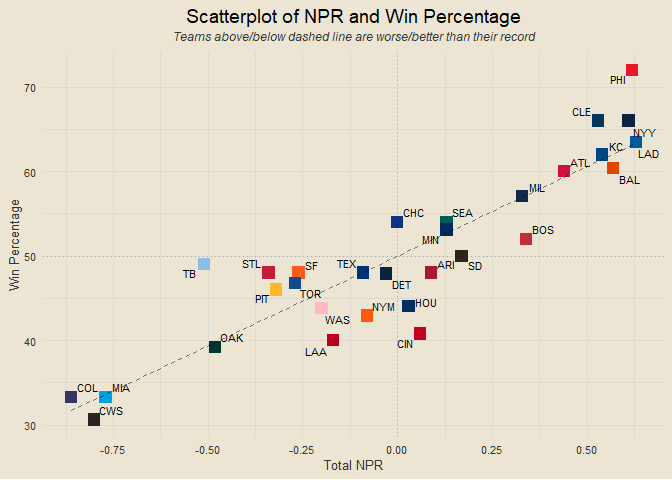 Scatterplot of NPR and Win Percentage
Teams above/below dashed line are worse/better than their record
Win Percentage
70
60
50
40
30
PHI
CLE
NYY
KC
LAD
ATL
BAL
MIL
CHC
SEA
MIN
BOS
SD
TB
STL
SF
TEX
DET
ARI
PIT
TOR
WAS
NYM
HOU
LAA
CIN
OAK
COL
MIA
CWS
-0.75
-0.50
-0.25
0.00
0.25
0.50
Total NPR